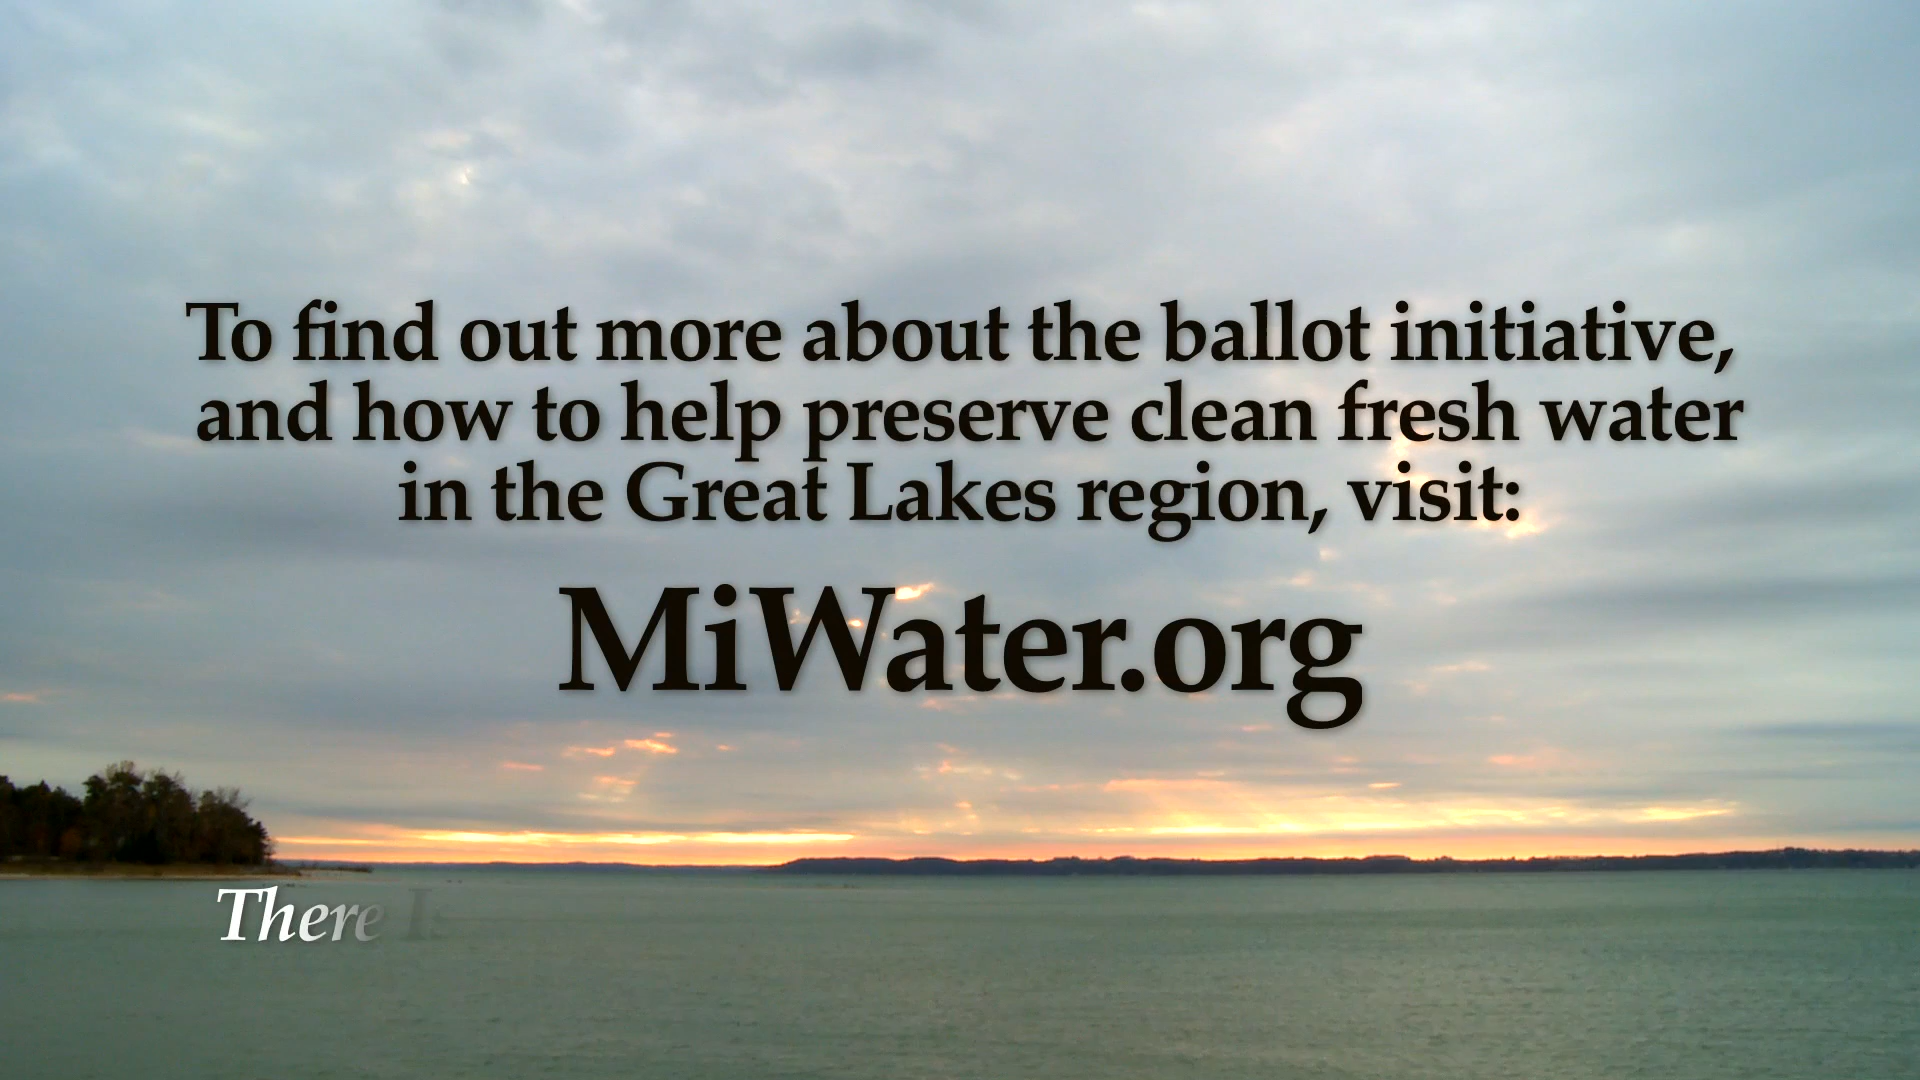 To find out more about the ballot initiative,
and how to help preserve clean fresh water
in the Great Lakes region, visit:
MiWater.org
There Is